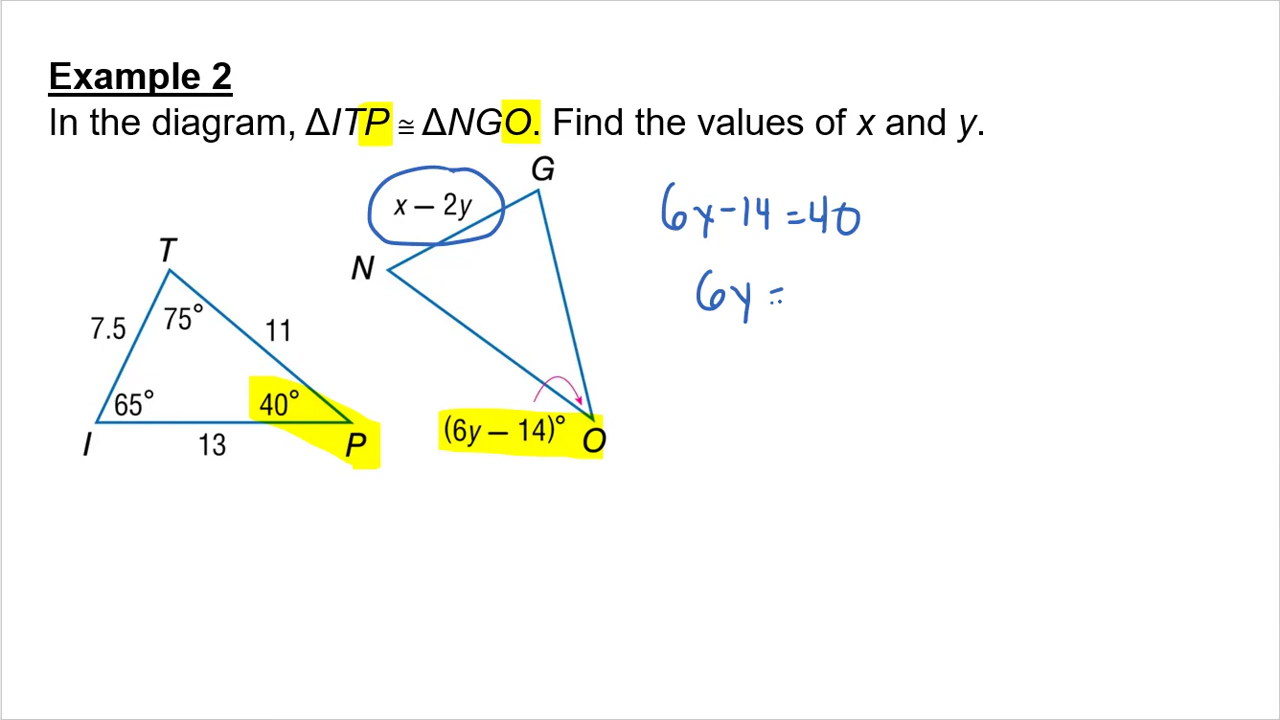 Example 2
In the diagram, ΔITP ≅ ΔNGO. Find the values of x and y.
G
x – 2y
6y-14=40
T
N
6y =
7.5
75°
11
65°
40°
(6y – 14)°
O
I
13
P